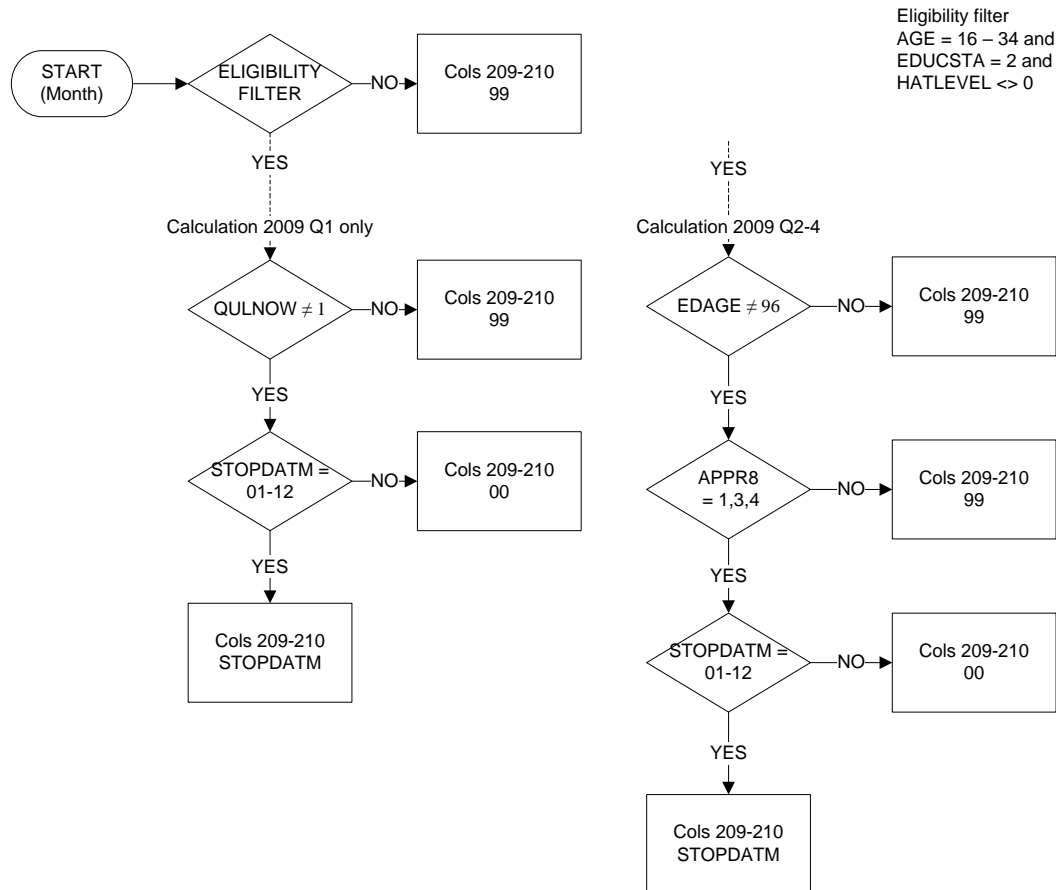 Eligibility filter
AGE = 16 – 34 and
EDUCSTA = 2 and
HATLEVEL <> 0
START
(Month)
ELIGIBILITY
FILTER
NO
Cols 209-210
99
YES
Calculation 2009 Q1 only
QULNOW ≠ 1
NO
Cols 209-210
99
YES
STOPDATM =
01-12
NO
Cols 209-210
00
YES
Cols 209-210
STOPDATM
YES
Calculation 2009 Q2-4
EDAGE ≠ 96
NO
Cols 209-210
99
YES
APPR8
= 1,3,4
NO
Cols 209-210
99
YES
STOPDATM =
01-12
NO
Cols 209-210
00
YES
Cols 209-210
STOPDATM